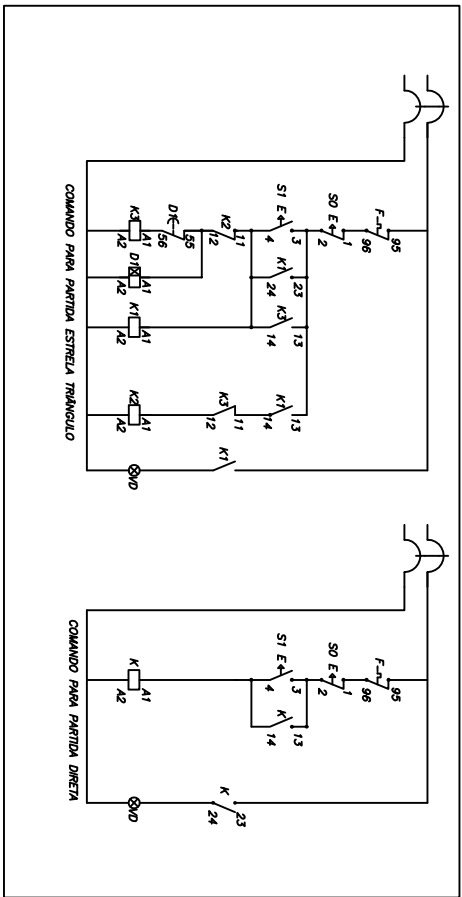 F
95
96
S0 E
1
2
S1 E
3
4
K1
23
24
K3
13
14
K2
11
12
D1
55
56
K3
A1
A2
D1
A1
A2
K1
A1
A2
K1
13
14
K3
11
12
K2
A1
A2
K1
VD
COMANDO PARA PARTIDA ESTRELA TRIÂNGULO
F
95
96
S0 E
1
2
S1 E
3
4
K
13
14
K
A1
A2
K
23
24
VD
COMANDO PARA PARTIDA DIRETA